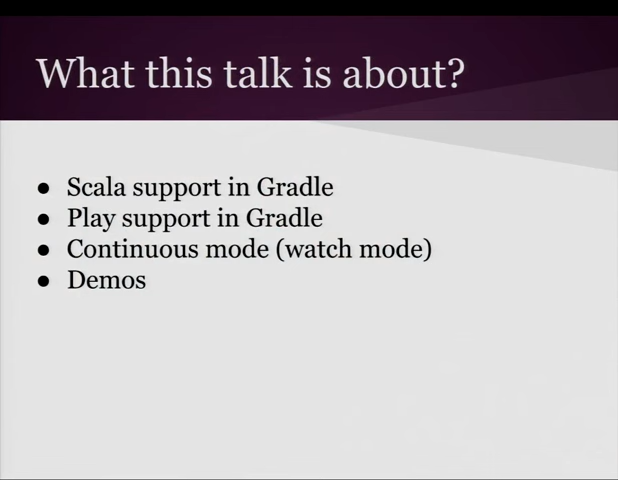 What this talk is about?
● Scala support in Gradle
● Play support in Gradle
● Continuous mode (watch mode)
● Demos